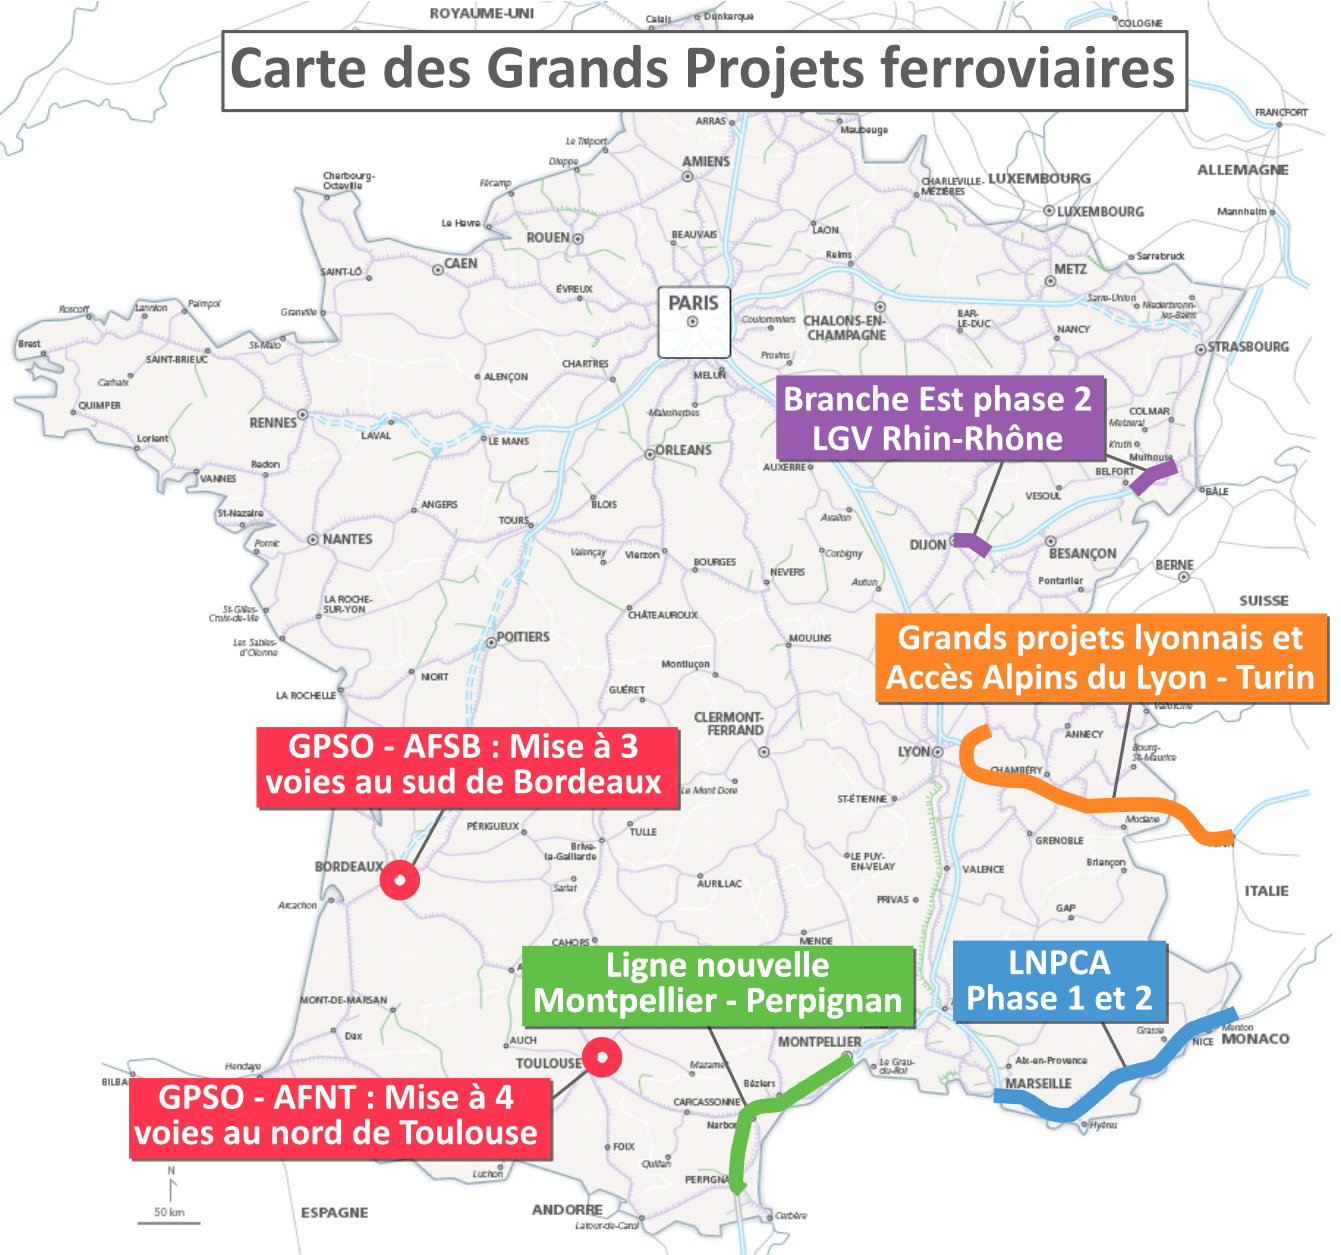 ROYAUME-UNI
Calais
Dunkerque
COLOGNE
Carte des Grands Projets ferroviaires
FRANCFORT
ARRAS
Maubeuge
Le Tréport
Dieppe
AMIENS
ALLEMAGNE
Cherbourg-
Octeville
Fécamp
CHARLEVILLE-
MÉZIÈRES
LUXEMBOURG
LUXEMBOURG
Mannheim
Le Havre
ROUEN
BEAUVAIS
LAON
Reims
Sarrebruck
CAEN
SAINT-LÔ
METZ
ÉVREUX
PARIS
Sarre-Union
Niederbronn-
les-Bains
Roscoff
Lannion
Paimpol
Granville
Coulommiers
CHALONS-EN-
CHAMPAGNE
BAR-
LE-DUC
NANCY
Brest
SAINT-BRIEUC
St-Malo
STRASBOURG
CHARTRES
Provins
MELUN
Carhaix
ALENÇON
Branche Est phase 2
LGV Rhin-Rhône
QUIMPER
RENNES
LAVAL
LE MANS
Malesherbes
COLMAR
Metzeral
Kruth
Mulhouse
Lorient
ORLEANS
AUXERRE
BELFORT
Redon
VANNES
VESOUL
BÂLE
St-Nazaire
ANGERS
BLOIS
TOURS
Avallon
Pornic
NANTES
Valençay
Vierzon
BOURGES
Corbigny
DIJON
BESANÇON
BERNE
NEVERS
Autun
Pontarlier
St-Gilles-
Croix-de-Vie
LA ROCHE-
SUR-YON
CHÂTEAUROUX
SUISSE
Les Sables-
d'Olonne
POITIERS
MOULINS
Grands projets lyonnais et
Accès Alpins du Lyon - Turin
NIORT
Montluçon
LA ROCHELLE
GUÉRET
Vallorcine
CLERMONT-
FERRAND
ANNECY
GPSO - AFSB : Mise à 3
voies au sud de Bordeaux
LYON
Bourg-
St-Maurice
CHAMBÉRY
Le Mont Dore
ST-ÉTIENNE
PÉRIGUEUX
TULLE
Modane
GRENOBLE
TURIN
Brive-
la-Gaillarde
LE PUY-
EN-VELAY
BORDEAUX
Briançon
VALENCE
Sarlat
AURILLAC
PRIVAS
ITALIE
Arcachon
GAP
CAHORS
MENDE
Ligne nouvelle
Montpellier - Perpignan
LNPCA
Phase 1 et 2
MONT-DE-MARSAN
Dax
AUCH
TOULOUSE
MONTPELLIER
Grasse
NICE
Menton
MONACO
Hendaye
Mazamet
Le Grau-
du-Roi
Aix-en-Provence
BILBA
Béziers
MARSEILLE
GPSO - AFNT : Mise à 4
voies au nord de Toulouse
CARCASSONNE
Narbon
Hyères
FOIX
Quillan
Luchon
PERPIGNA
N
50 km
ESPAGNE
ANDORRE
Latour-de-Carol
Cerbère